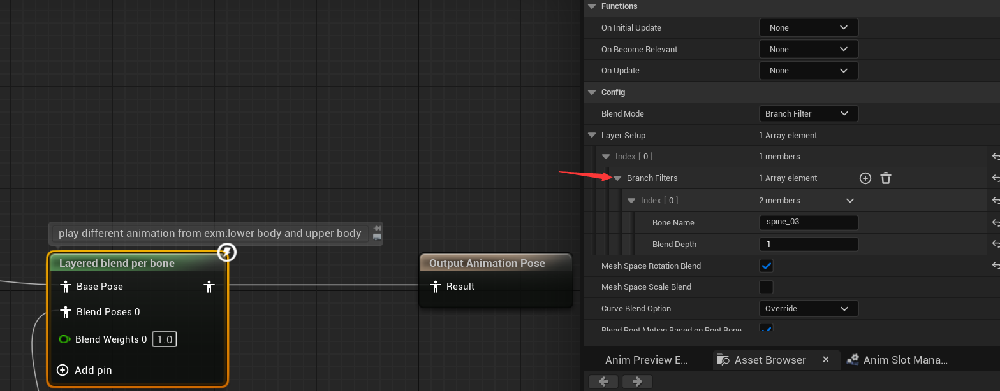 play different animation from exm:lower body and upper body
Layered blend per bone
Base Pose
Blend Poses 0
Blend Weights 0 1.0
Add pin
Output Animation Pose
Result
Functions
On Initial Update None
On Become Relevant None
On Update None
Config
Blend Mode Branch Filter
Layer Setup 1 Array element
Index [ 0 ] 1 members
Branch Filters 1 Array element
Index [ 0 ] 2 members
Bone Name spine_03
Blend Depth 1
Mesh Space Rotation Blend
Mesh Space Scale Blend
Curve Blend Option Override
Blend Root Motion Based on Root Bone
Anim Preview E... Asset Browser × Anim Slot Mana...